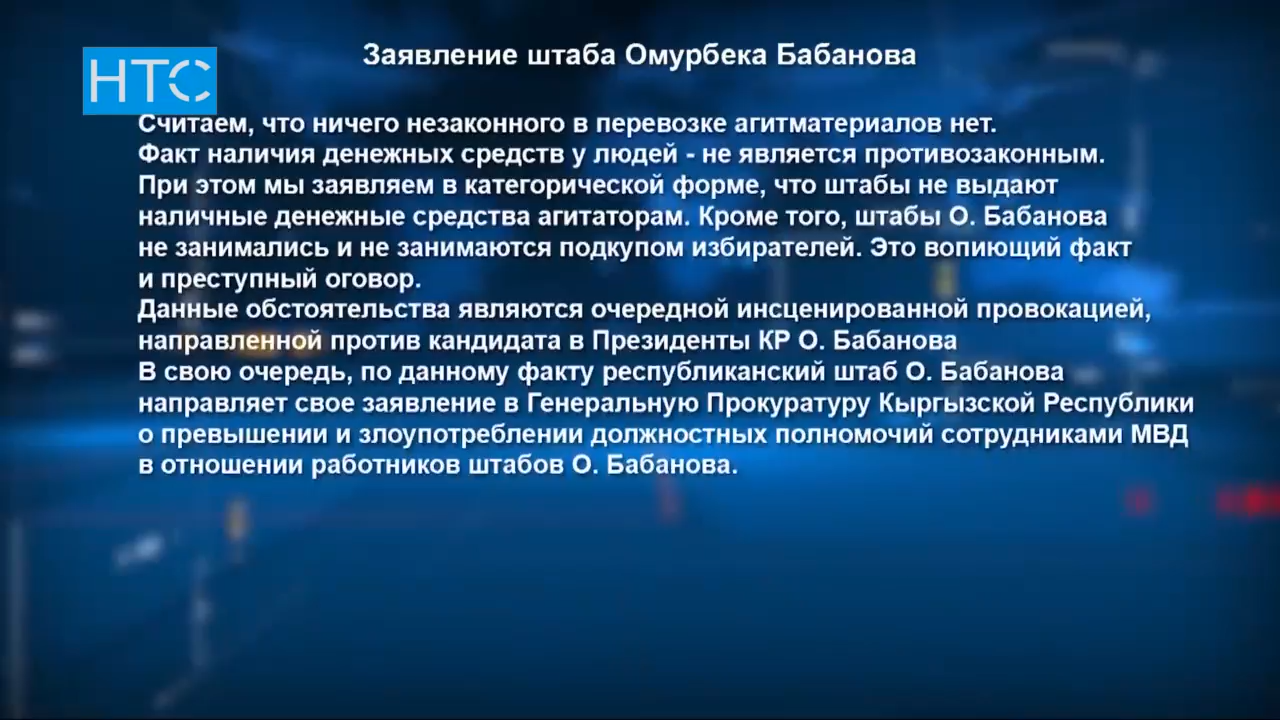 Заявление штаба Омурбека Бабанова
НТС
Считаем, что ничего незаконного в перевозке агитматериалов нет.
Факт наличия денежных средств у людей - не является противозаконным.
При этом мы заявляем в категорической форме, что штабы не выдают
наличные денежные средства агитаторам. Кроме того, штабы О. Бабанова
не занимались и не занимаются подкупом избирателей. Это вопиющий факт
и преступный оговор.
Данные обстоятельства являются очередной инсценированной провокацией,
направленной против кандидата в Президенты КР О. Бабанова
В свою очередь, по данному факту республиканский штаб О. Бабанова
направляет свое заявление в Генеральную Прокуратуру Кыргызской Республики
о превышении и злоупотреблении должностных полномочий сотрудниками МВД
в отношении работников штабов О. Бабанова.